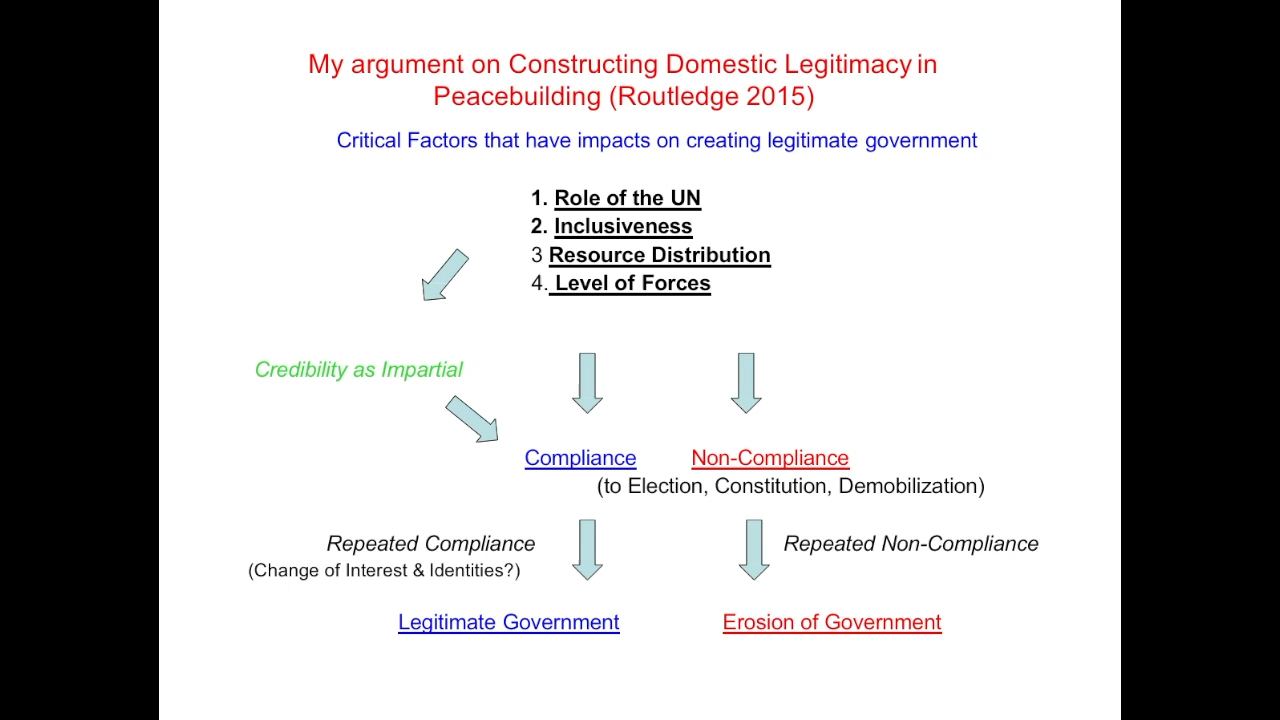 My argument on Constructing Domestic Legitimacy in
Peacebuilding (Routledge 2015)
Critical Factors that have impacts on creating legitimate government
1. Role of the UN
2. Inclusiveness
3 Resource Distribution
4. Level of Forces
Credibility as Impartial
Compliance
Non-Compliance
(to Election, Constitution, Demobilization)
Repeated Compliance
Repeated Non-Compliance
(Change of Interest & Identities?)
Legitimate Government
Erosion of Government